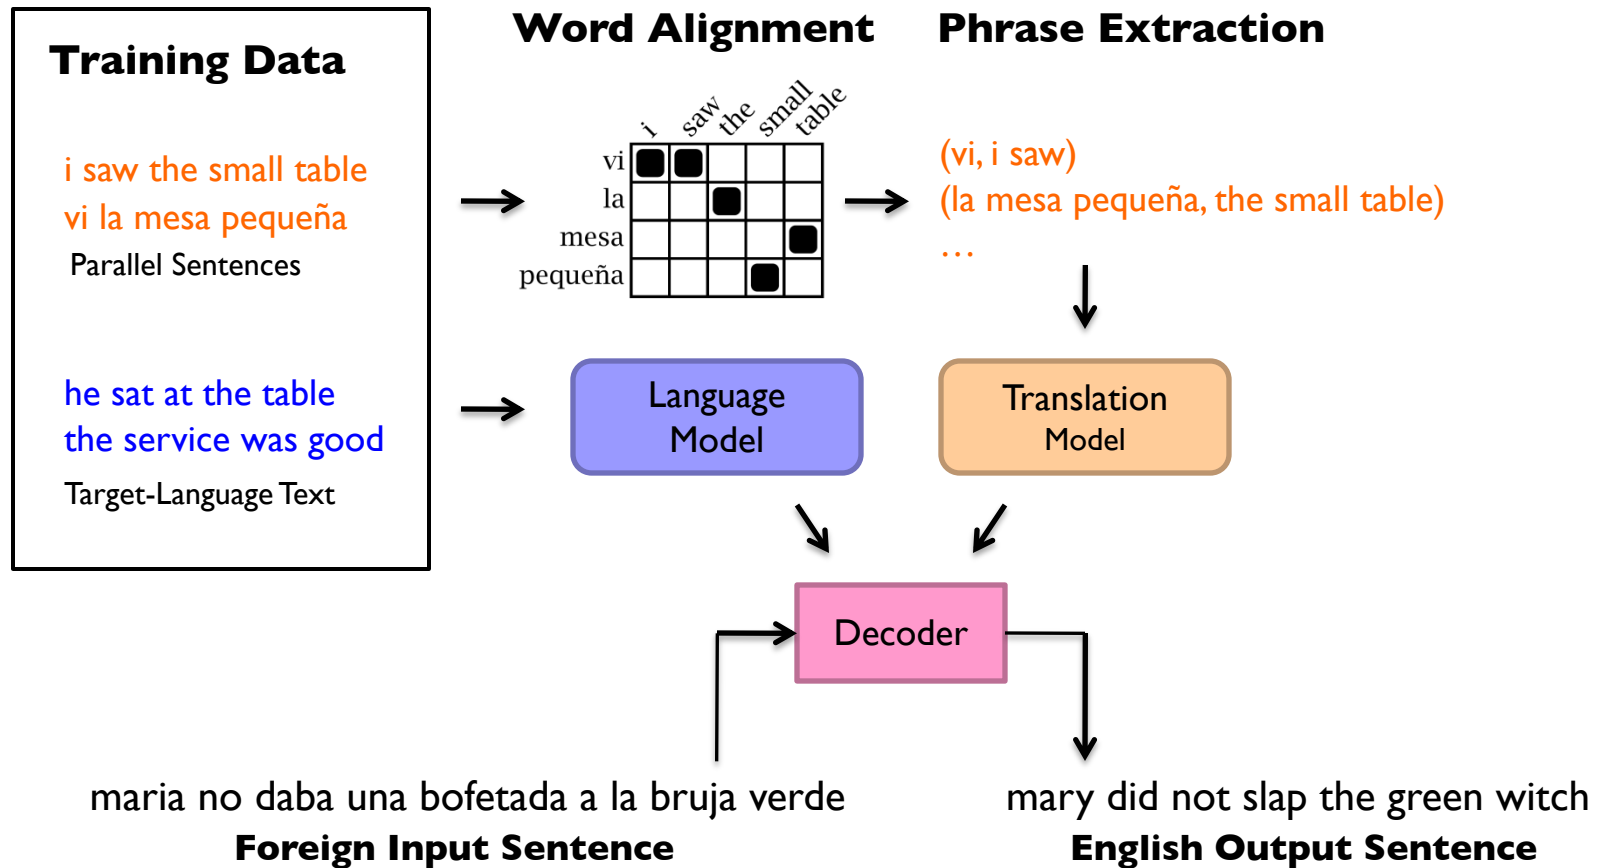 Training Data
i saw the small table
vi la mesa pequeña
Parallel Sentences
he sat at the table
the service was good
Target-Language Text
Word Alignment
i saw the small table
vi
la
mesa
pequeña
Phrase Extraction
(vi, i saw)
(la mesa pequeña, the small table)
…
Language
Model
Translation
Model
Decoder
maria no daba una bofetada a la bruja verde
Foreign Input Sentence
mary did not slap the green witch
English Output Sentence